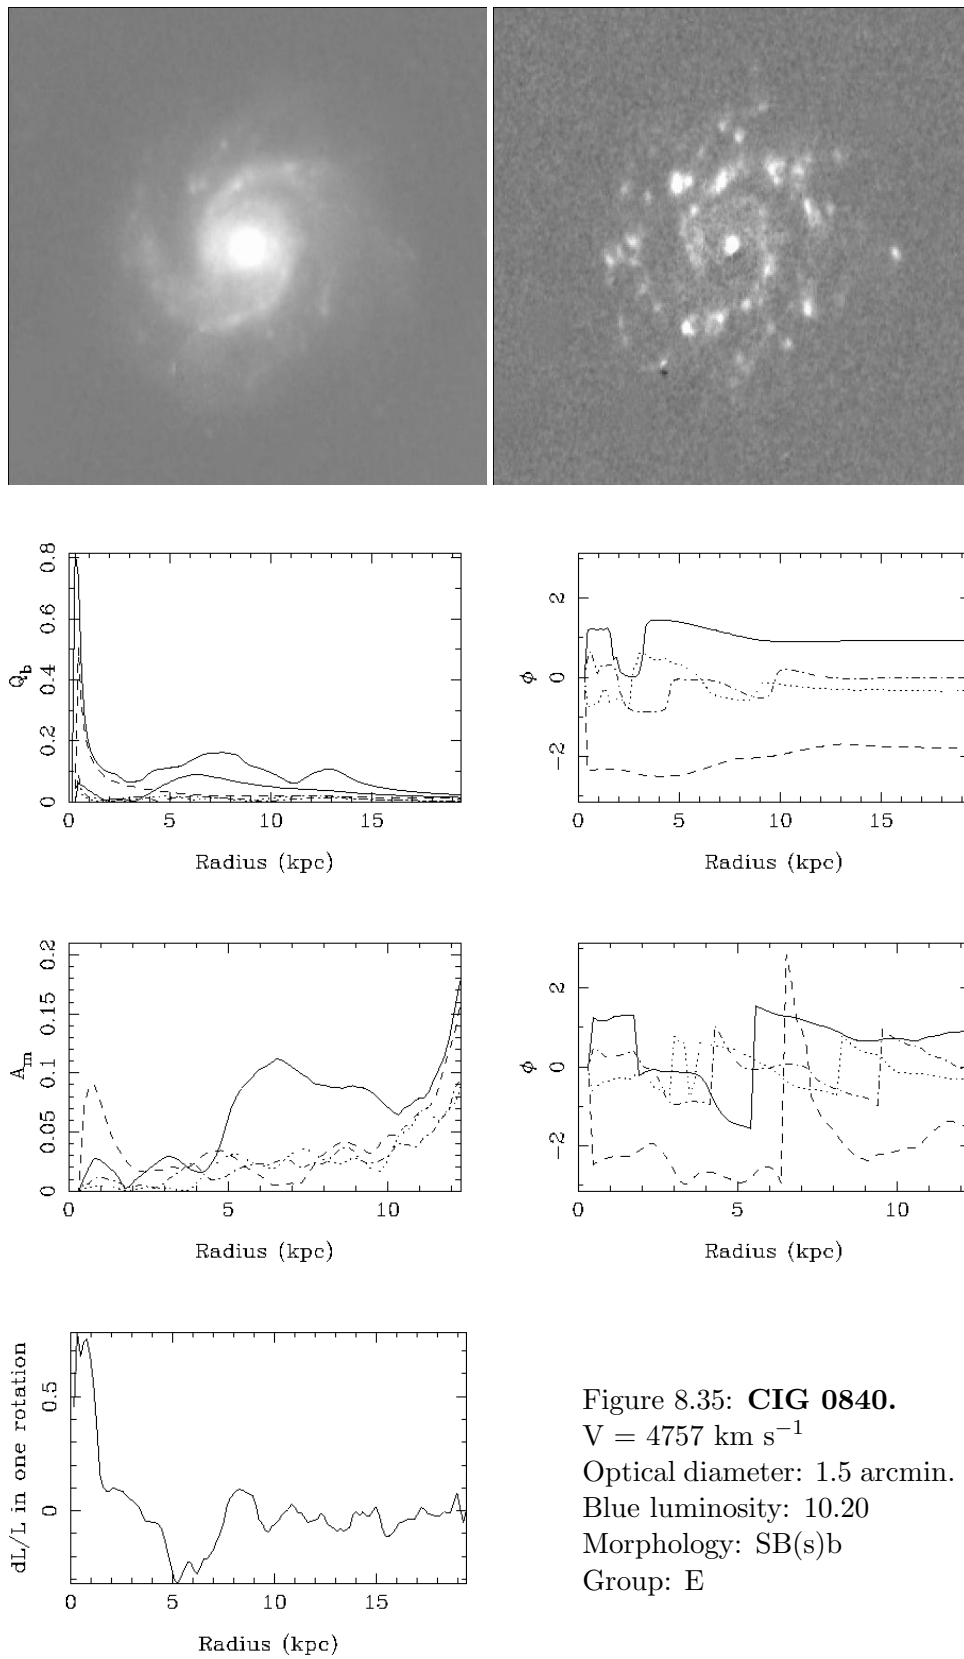 0.8
0.6
0.4
0.2
0
Q_b
0 5 10 15
Radius (kpc)
2
0
−2
ϕ
0 5 10 15
Radius (kpc)
0.2
0.15
0.1
0.05
0
A_m
0 5 10
Radius (kpc)
2
0
−2
ϕ
0 5 10
Radius (kpc)
0.5
0
dL/L in one rotation
0 5 10 15
Radius (kpc)
Figure 8.35: CIG 0840.
V = 4757 km s⁻¹
Optical diameter: 1.5 arcmin.
Blue luminosity: 10.20
Morphology: SB(s)b
Group: E